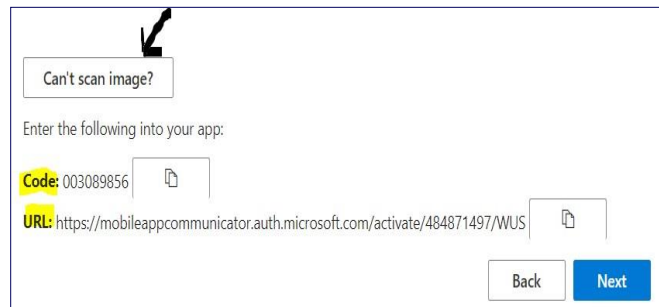 Can't scan image?
Enter the following into your app:
Code: 003089856
URL: https://mobileappcommunicator.auth.microsoft.com/activate/484871497/WUS
Back Next